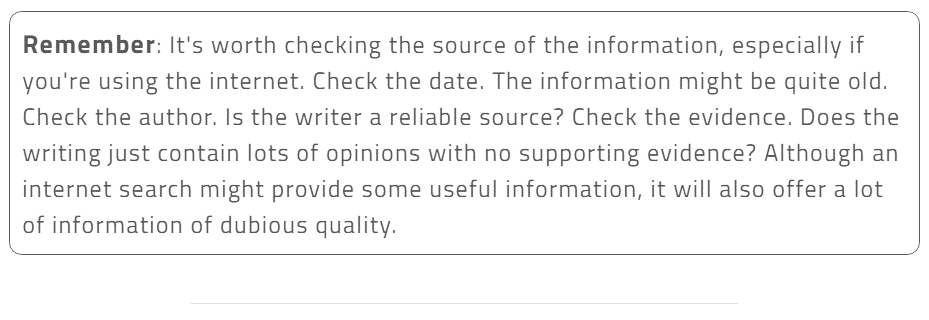 Remember: It's worth checking the source of the information, especially if
you're using the internet. Check the date. The information might be quite old.
Check the author. Is the writer a reliable source? Check the evidence. Does the
writing just contain lots of opinions with no supporting evidence? Although an
internet search might provide some useful information, it will also offer a lot
of information of dubious quality.